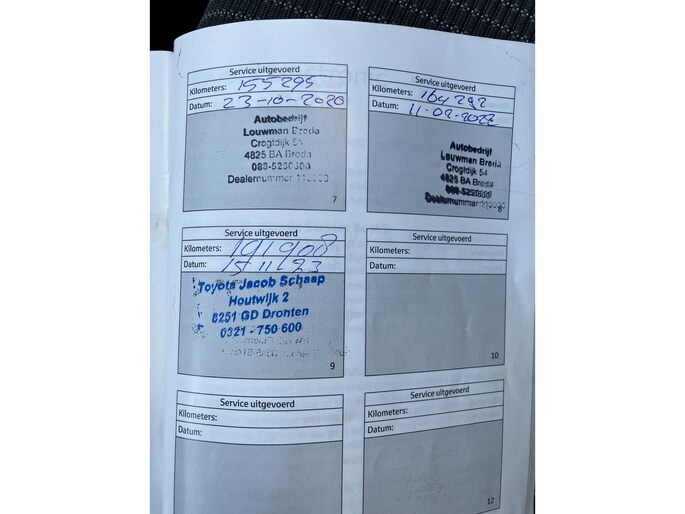 Service uitgevoerd
Kilometers: 155295
Datum: 23-10-2020
Autobedrijf
Louwman Breda
Crogtdijk 54
4825 BA Breda
088-5250300
Dealernummer
7
Service uitgevoerd
Kilometers: 164292
Datum: 11-02-2022
Autobedrijf
Louwman Breda
Crogtdijk 54
4825 BA Breda
Dealernummer
8
Service uitgevoerd
Kilometers: 191908
Datum: 15-11-23
Toyota Jacob Schaap
Houtwijk 2
8251 GD Dronten
0321 - 750 600
9
Service uitgevoerd
Kilometers:
Datum:
10
Service uitgevoerd
Kilometers:
Datum:
Service uitgevoerd
Kilometers:
Datum:
12